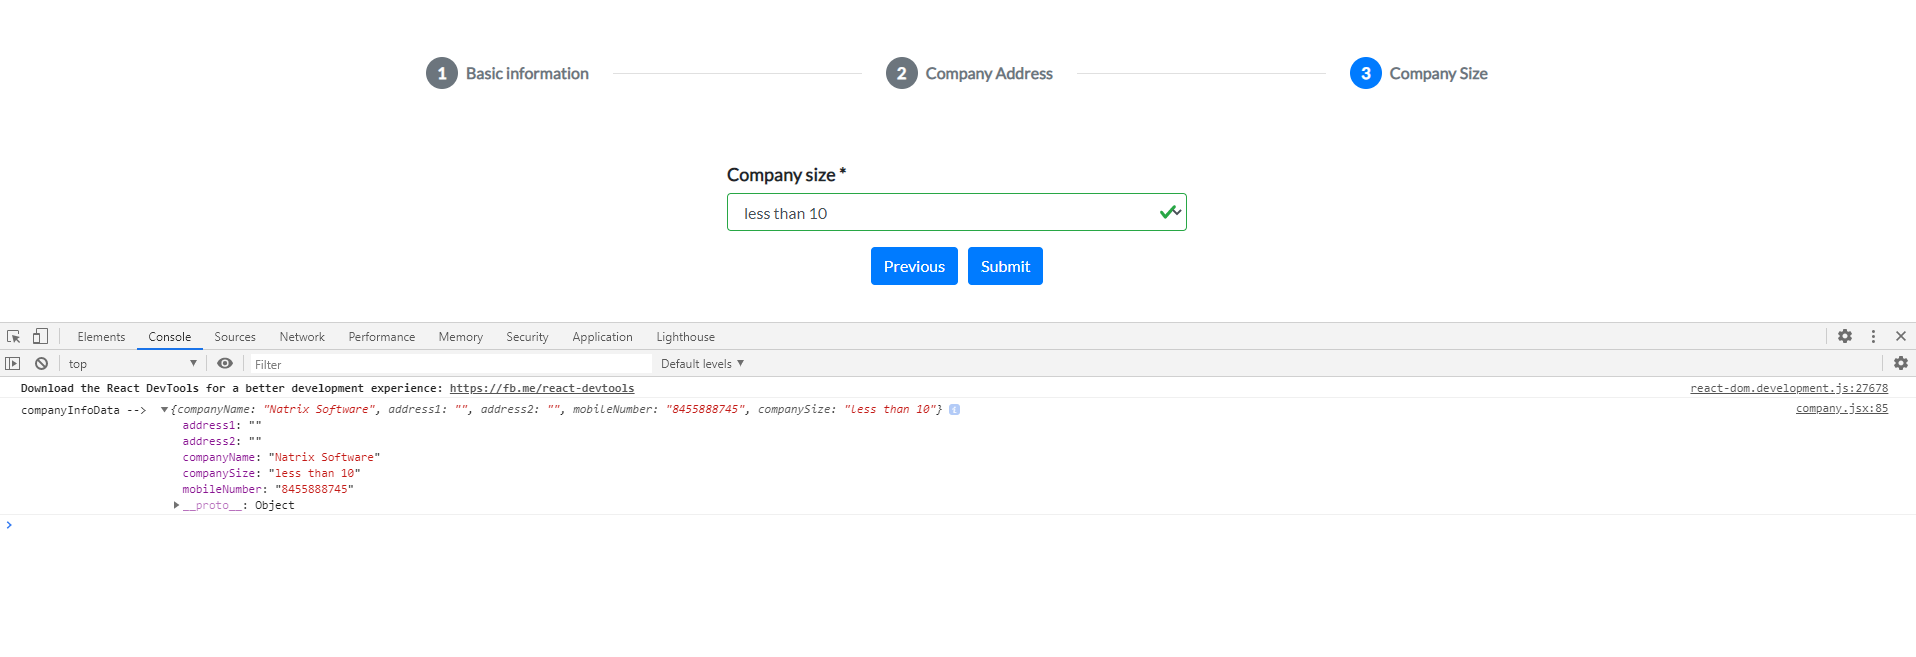 1 Basic information 2 Company Address 3 Company Size
Company size *
less than 10
Previous Submit
Elements Console Sources Network Performance Memory Security Application Lighthouse
top Filter Default levels
Download the React DevTools for a better development experience: https://fb.me/react-devtools react-dom.development.js:27678
companyInfoData --> {companyName: "Natrix Software", address1: "", address2: "", mobileNumber: "8455888745", companySize: "less than 10"} i company.jsx:85
address1: ""
address2: ""
companyName: "Natrix Software"
companySize: "less than 10"
mobileNumber: "8455888745"
__proto__: Object